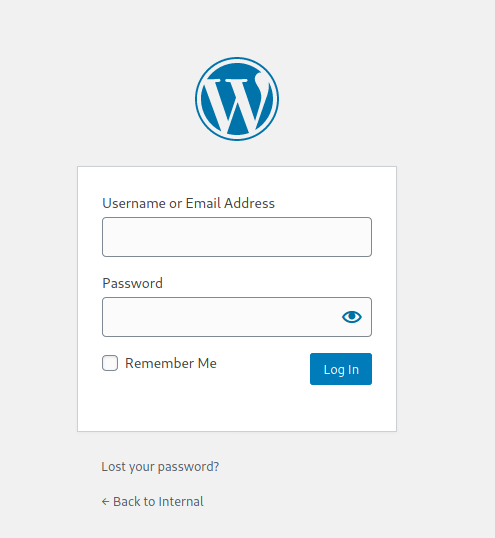 Username or Email Address
Password
Remember Me
Log In
Lost your password?
← Back to Internal